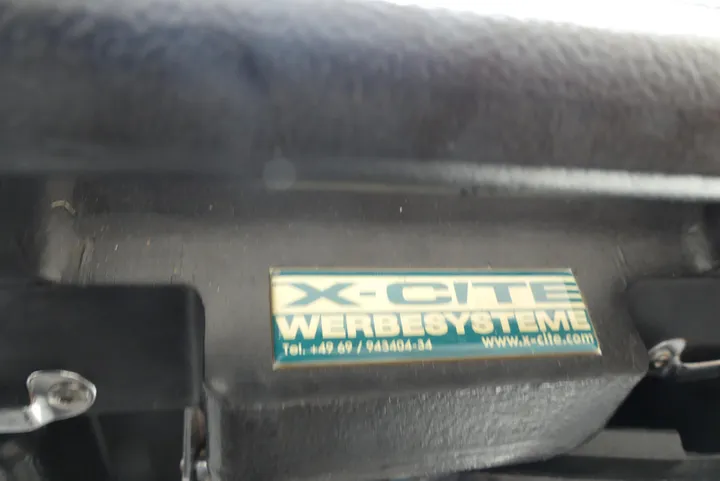 X-CITE
WERBESYSTEME
Tel. +49 69 / 943404-34 www.x-cite.com